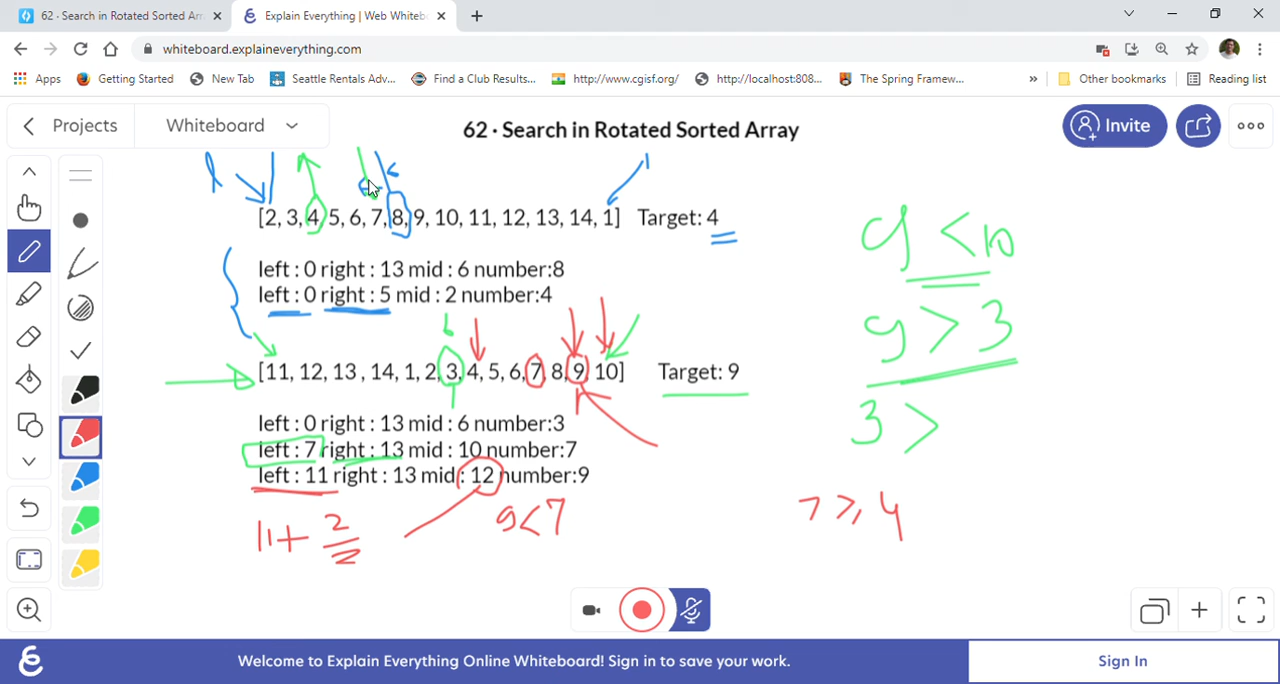 62 · Search in Rotated Sorted Arr
Explain Everything | Web Whiteb
whiteboard.explaineverything.com
Apps
Getting Started
New Tab
Seattle Rentals Adv...
Find a Club Results...
http://www.cgisf.org/
http://localhost:808...
The Spring Framew...
»
Other bookmarks
Reading list
Projects
Whiteboard
62 · Search in Rotated Sorted Array
Invite
[2, 3, 4, 5, 6, 7, 8, 9, 10, 11, 12, 13, 14, 1] Target: 4
left : 0 right : 13 mid : 6 number:8
left : 0 right : 5 mid : 2 number:4
9 < 10
9 > 3
3 >
[11, 12, 13 , 14, 1, 2, 3, 4, 5, 6, 7, 8, 9, 10] Target: 9
left : 0 right : 13 mid : 6 number:3
left : 7 right : 13 mid : 10 number:7
left : 11 right : 13 mid : 12 number:9
11 + 2
9 < 7
7 >, 4
Welcome to Explain Everything Online Whiteboard! Sign in to save your work.
Sign In